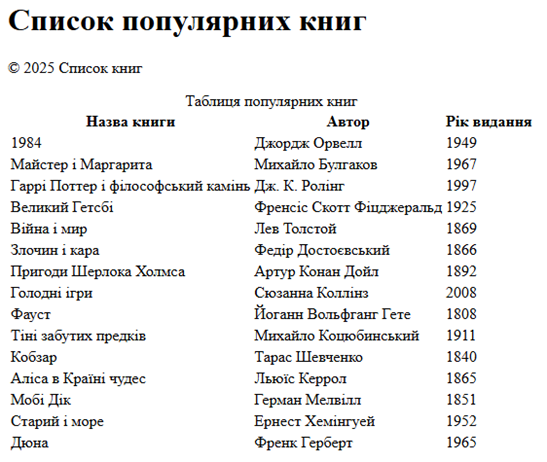 Список популярних книг
© 2025 Список книг
Таблиця популярних книг
Назва книги Автор Рік видання
1984 Джордж Орвелл 1949
Майстер і Маргарита Михайло Булгаков 1967
Гаррі Поттер і філософський камінь Дж. К. Ролінг 1997
Великий Гетсбі Френсіс Скотт Фіцджеральд 1925
Війна і мир Лев Толстой 1869
Злочин і кара Федір Достоєвський 1866
Пригоди Шерлока Холмса Артур Конан Дойл 1892
Голодні ігри Сюзанна Коллінз 2008
Фауст Йоганн Вольфганг Гете 1808
Тіні забутих предків Михайло Коцюбинський 1911
Кобзар Тарас Шевченко 1840
Аліса в Країні чудес Льюїс Керрол 1865
Мобі Дік Герман Мелвілл 1851
Старий і море Ернест Хемінгуей 1952
Дюна Френк Герберт 1965